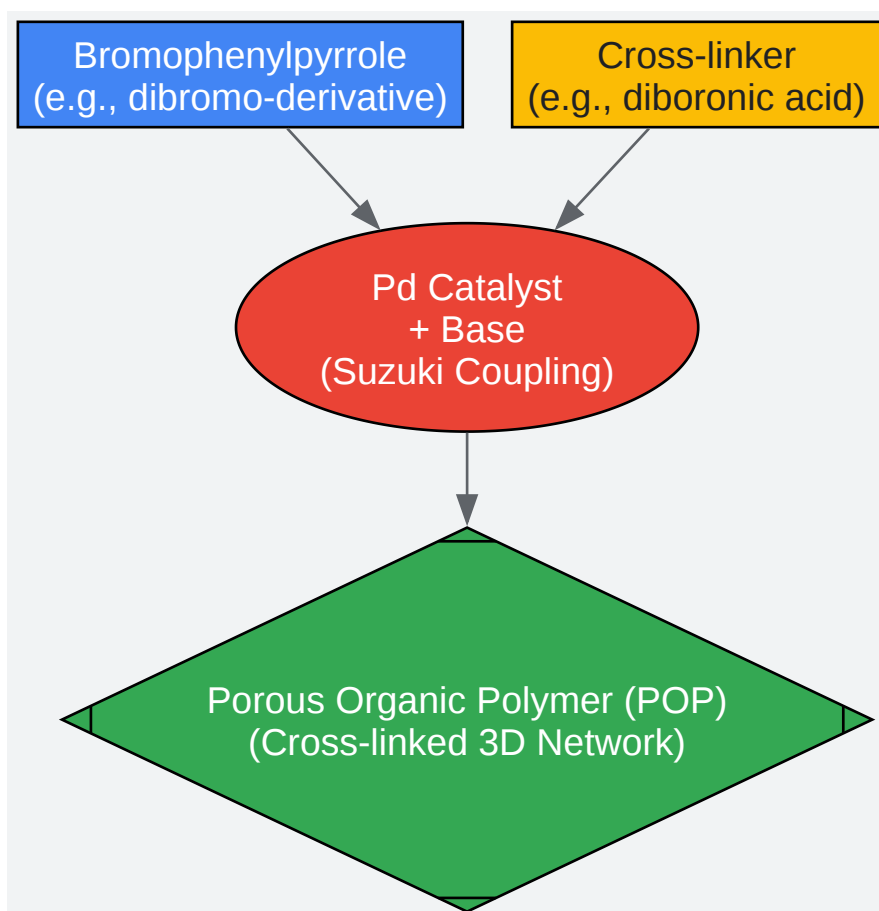 Bromophenylpyrrole
(e.g., dibromo-derivative)
Cross-linker
(e.g., diboronic acid)
Pd Catalyst
+ Base
(Suzuki Coupling)
Porous Organic Polymer (POP)
(Cross-linked 3D Network)